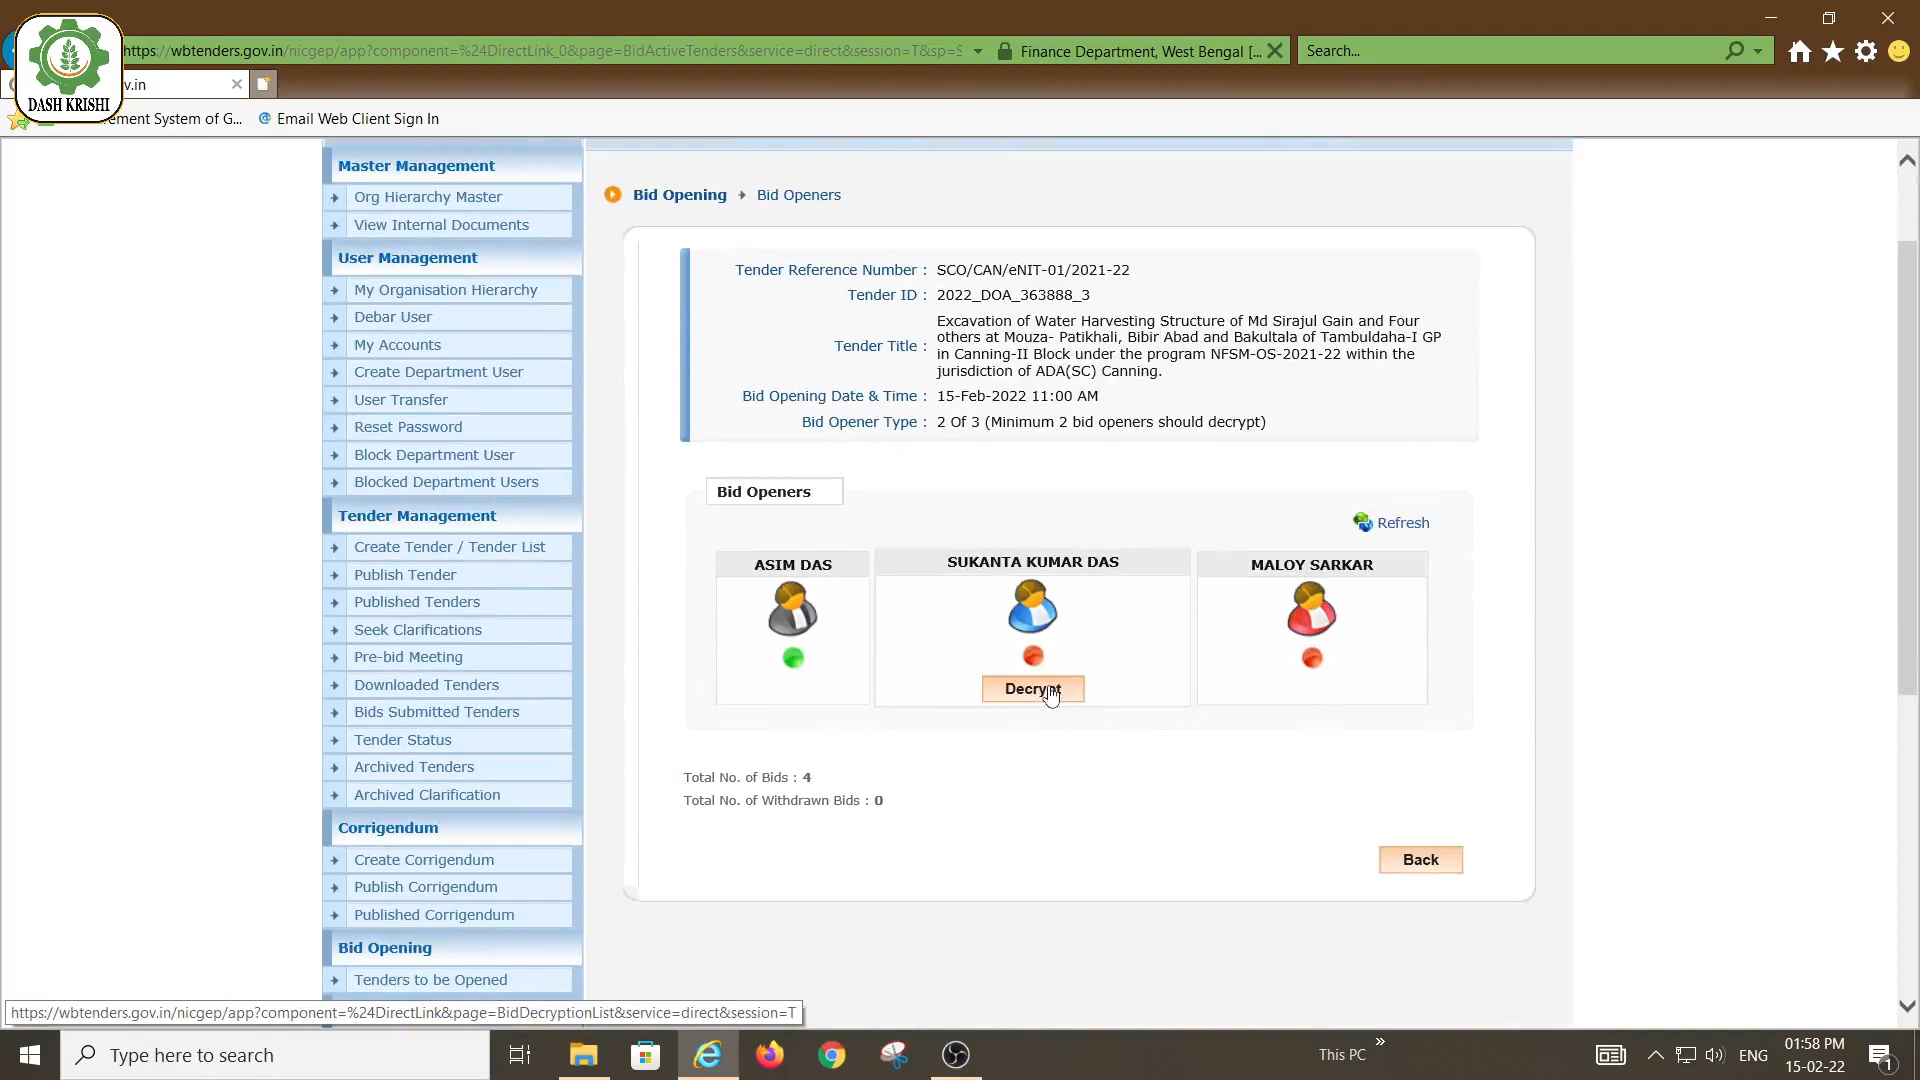 https://wbtenders.gov.in/nicgep/app?component=%24DirectLink_0&page=BidActiveTenders&service=direct&session=T&sp=S
Finance Department, West Bengal [...
Search...
DASH KRISHI
v.in
ement System of G...
Email Web Client Sign In
Master Management
Org Hierarchy Master
View Internal Documents
User Management
My Organisation Hierarchy
Debar User
My Accounts
Create Department User
User Transfer
Reset Password
Block Department User
Blocked Department Users
Tender Management
Create Tender / Tender List
Publish Tender
Published Tenders
Seek Clarifications
Pre-bid Meeting
Downloaded Tenders
Bids Submitted Tenders
Tender Status
Archived Tenders
Archived Clarification
Corrigendum
Create Corrigendum
Publish Corrigendum
Published Corrigendum
Bid Opening
Tenders to be Opened
Bid Opening Bid Openers
Tender Reference Number : SCO/CAN/eNIT-01/2021-22
Tender ID : 2022_DOA_363888_3
Tender Title : Excavation of Water Harvesting Structure of Md Sirajul Gain and Four
others at Mouza- Patikhali, Bibir Abad and Bakultala of Tambuldaha-I GP
in Canning-II Block under the program NFSM-OS-2021-22 within the
jurisdiction of ADA(SC) Canning.
Bid Opening Date & Time : 15-Feb-2022 11:00 AM
Bid Opener Type : 2 Of 3 (Minimum 2 bid openers should decrypt)
Bid Openers
Refresh
ASIM DAS
SUKANTA KUMAR DAS
MALOY SARKAR
Decrypt
Total No. of Bids : 4
Total No. of Withdrawn Bids : 0
Back
https://wbtenders.gov.in/nicgep/app?component=%24DirectLink&page=BidDecryptionList&service=direct&session=T
Type here to search
This PC
ENG
01:58 PM
15-02-22
1